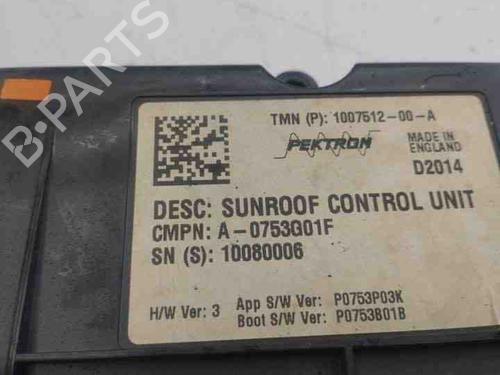 B-Parts
TMN (P): 1007512-00-A
PEKTRON
MADE IN
ENGLAND
D2014
DESC: SUNROOF CONTROL UNIT
CMPN: A-0753G01F
SN (S): 10080006
H/W Ver: 3 App S/W Ver: P0753P03K
Boot S/W Ver: P0753B01B